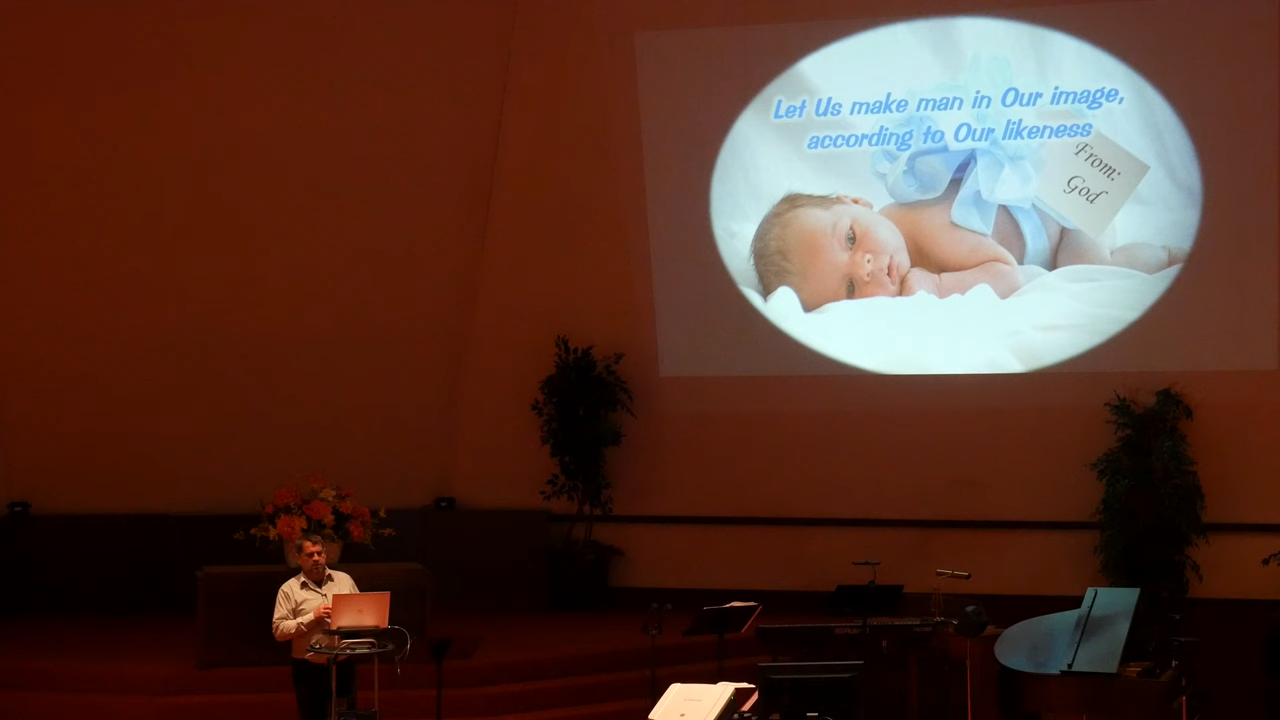 Let Us make man in Our image,
according to Our likeness
From:
God